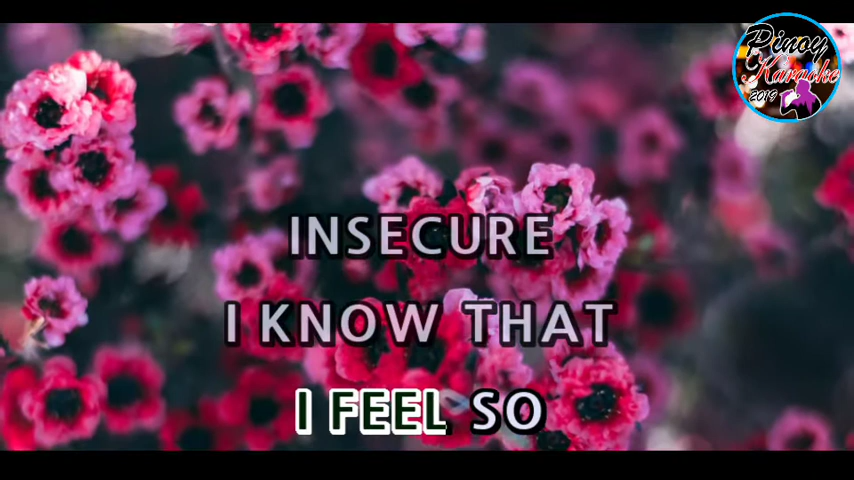 Pinoy
Karaoke
2019
INSECURE
I KNOW THAT
I FEEL SO